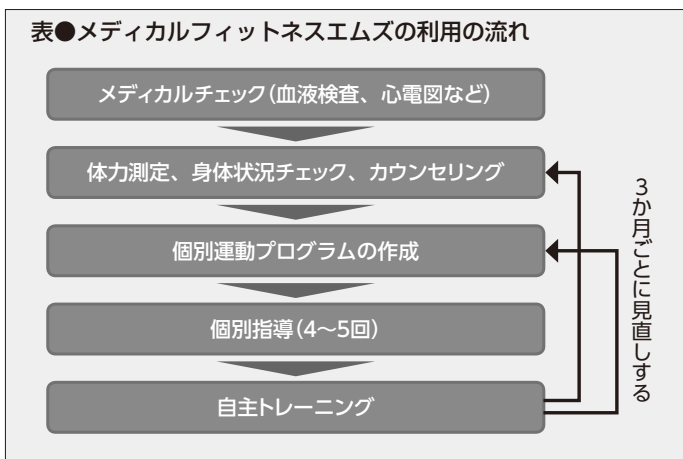 表●メディカルフィットネスエムズの利用の流れ
メディカルチェック(血液検査、心電図など)
体力測定、身体状況チェック、カウンセリング
個別運動プログラムの作成
個別指導(4〜5回)
自主トレーニング
3か月ごとに見直しする